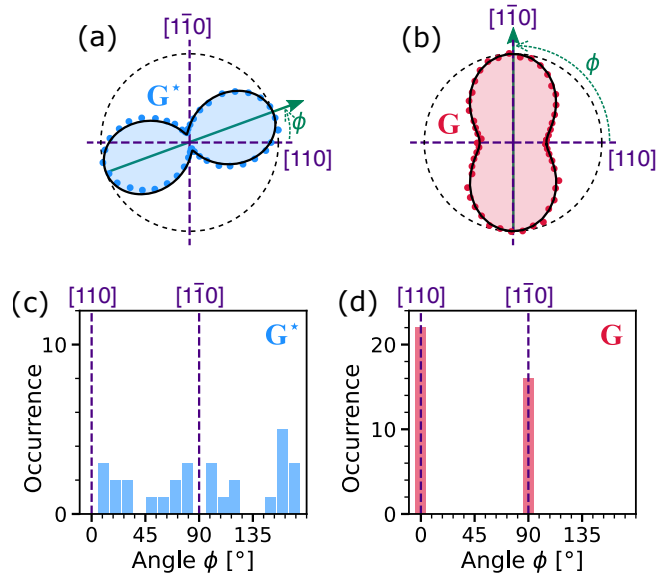 (a)
[11̅0]
G⋆
ϕ
[110]
(b)
[11̅0]
ϕ
G
[110]
(c)
[110]
[11̅0]
G⋆
10
0
Occurrence
0 45 90 135
Angle ϕ [°]
(d)
[110]
[11̅0]
G
20
10
0
Occurrence
0 45 90 135
Angle ϕ [°]